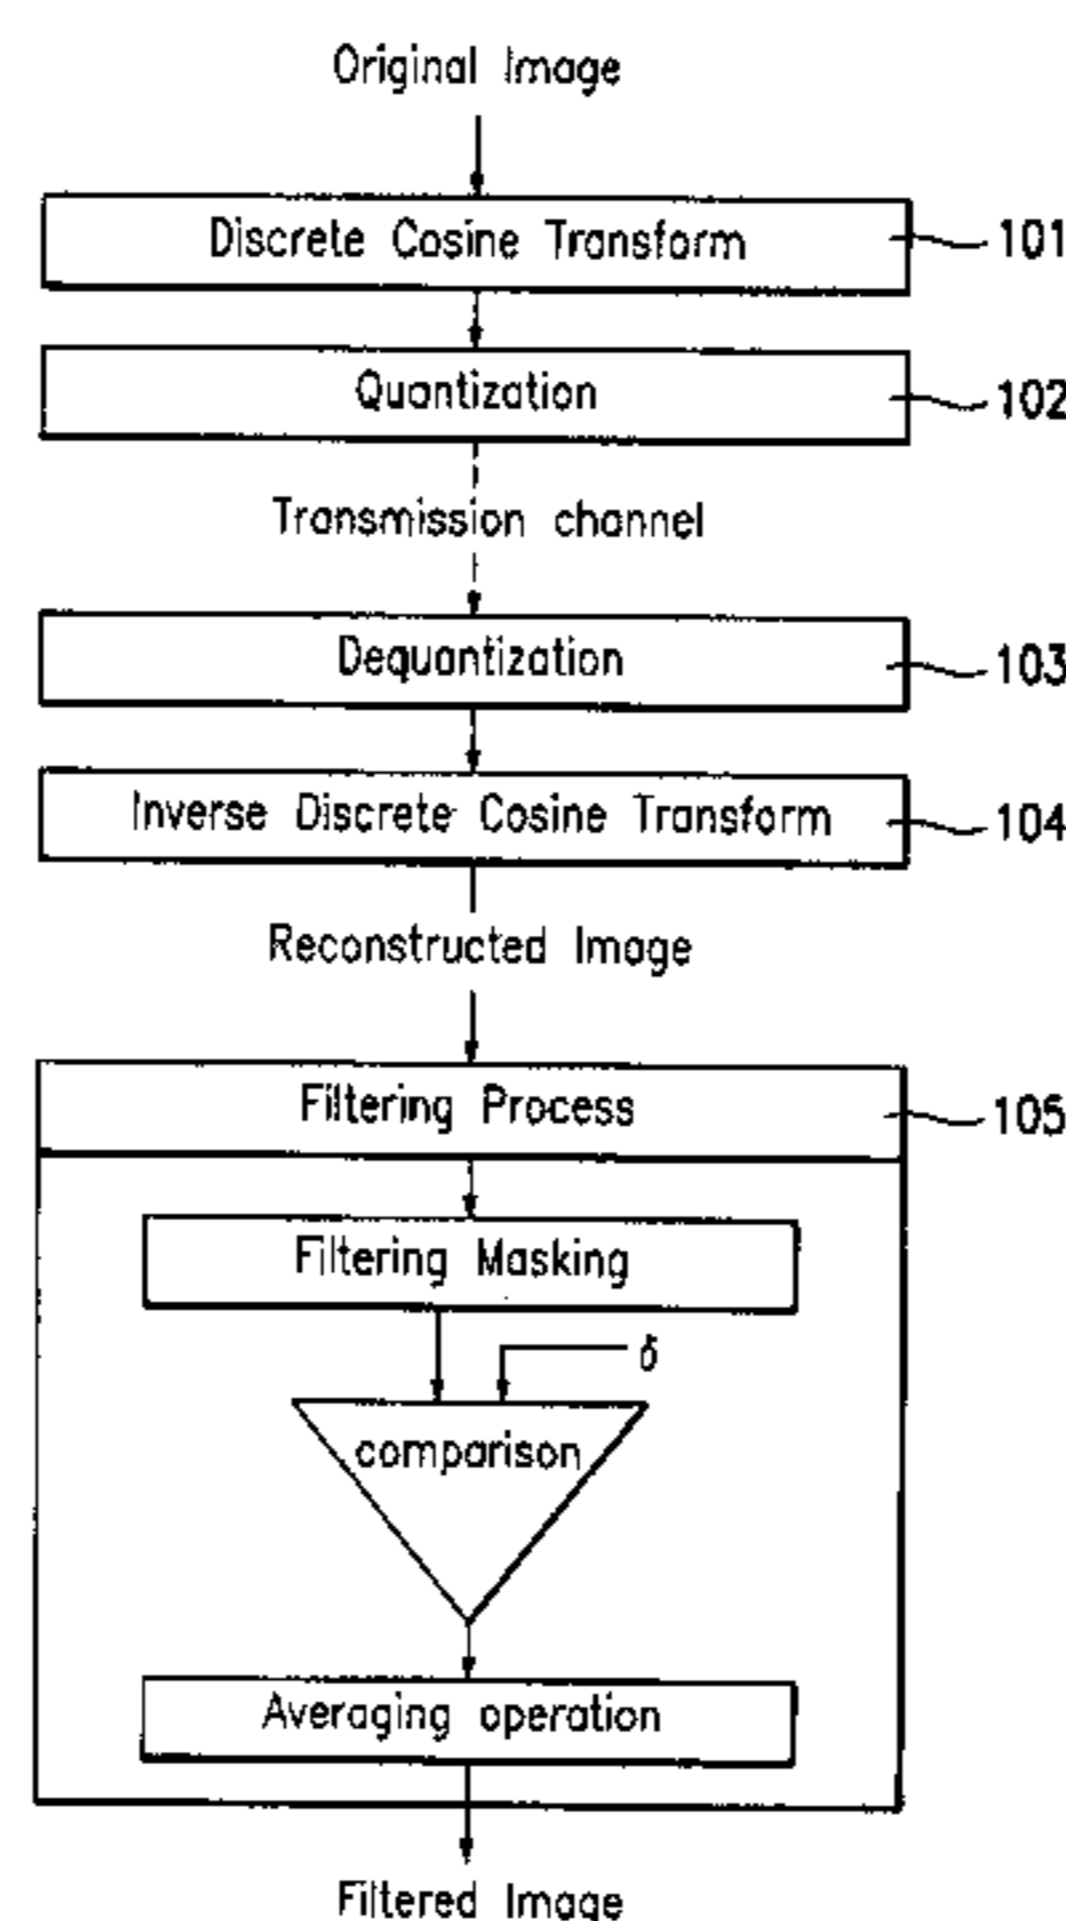 Original Image
Discrete Cosine Transform
101
Quantization
102
Transmission channel
Dequantization
103
Inverse Discrete Cosine Transform
104
Reconstructed Image
Filtering Process
105
Filtering Masking
δ
comparison
Averaging operation
Filtered Image